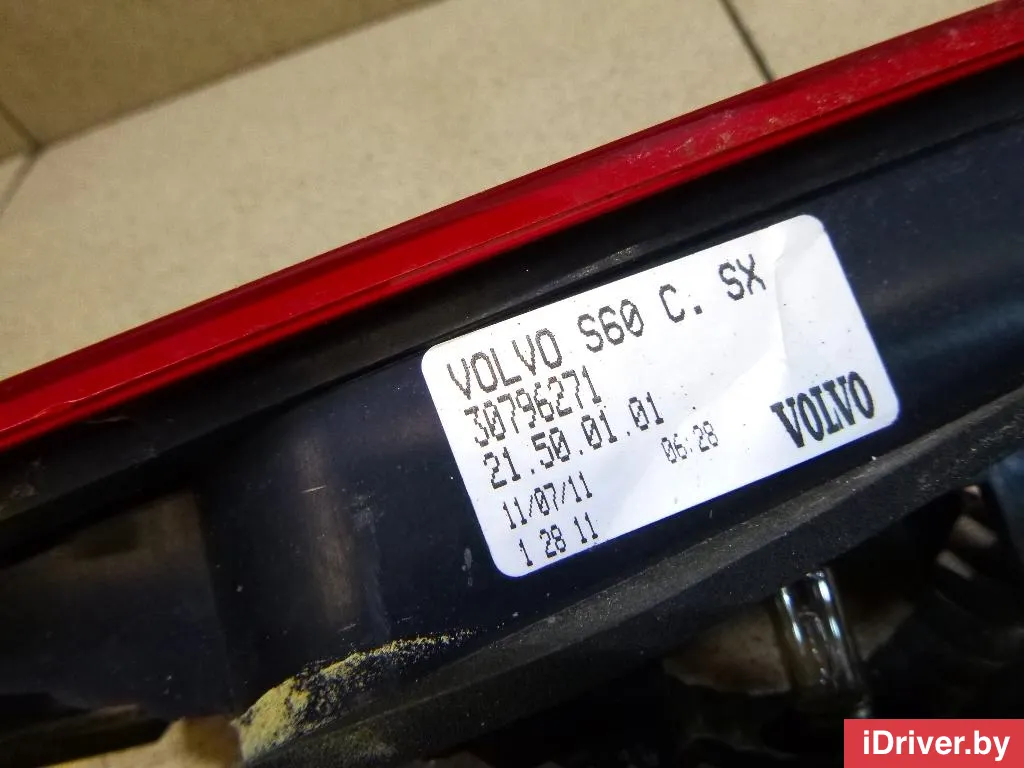 VOLVO S60 C. SX
30796271
21.50.01.01
11/07/11 06:28
1 28 11
VOLVO
iDriver.by